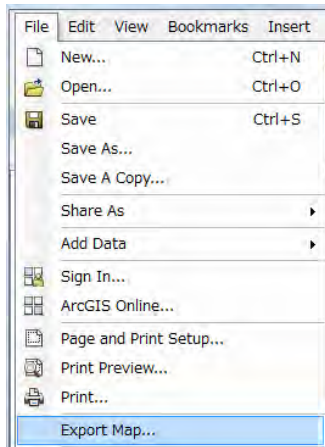 File Edit View Bookmarks Insert
New... Ctrl+N
Open... Ctrl+O
Save Ctrl+S
Save As...
Save A Copy...
Share As
Add Data
Sign In...
ArcGIS Online...
Page and Print Setup...
Print Preview...
Print...
Export Map...